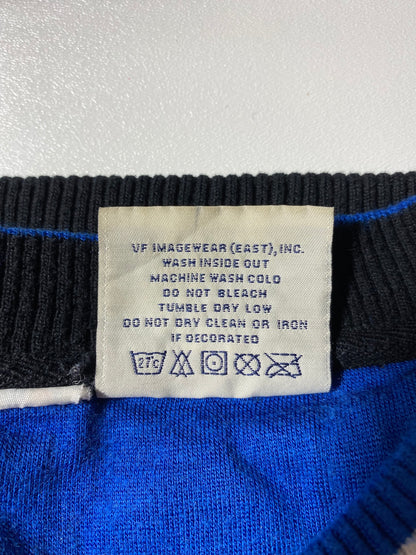 VF IMAGEWEAR (EAST), INC.
WASH INSIDE OUT
MACHINE WASH COLD
DO NOT BLEACH
TUMBLE DRY LOW
DO NOT DRY CLEAN OR IRON
IF DECORATED
27°C